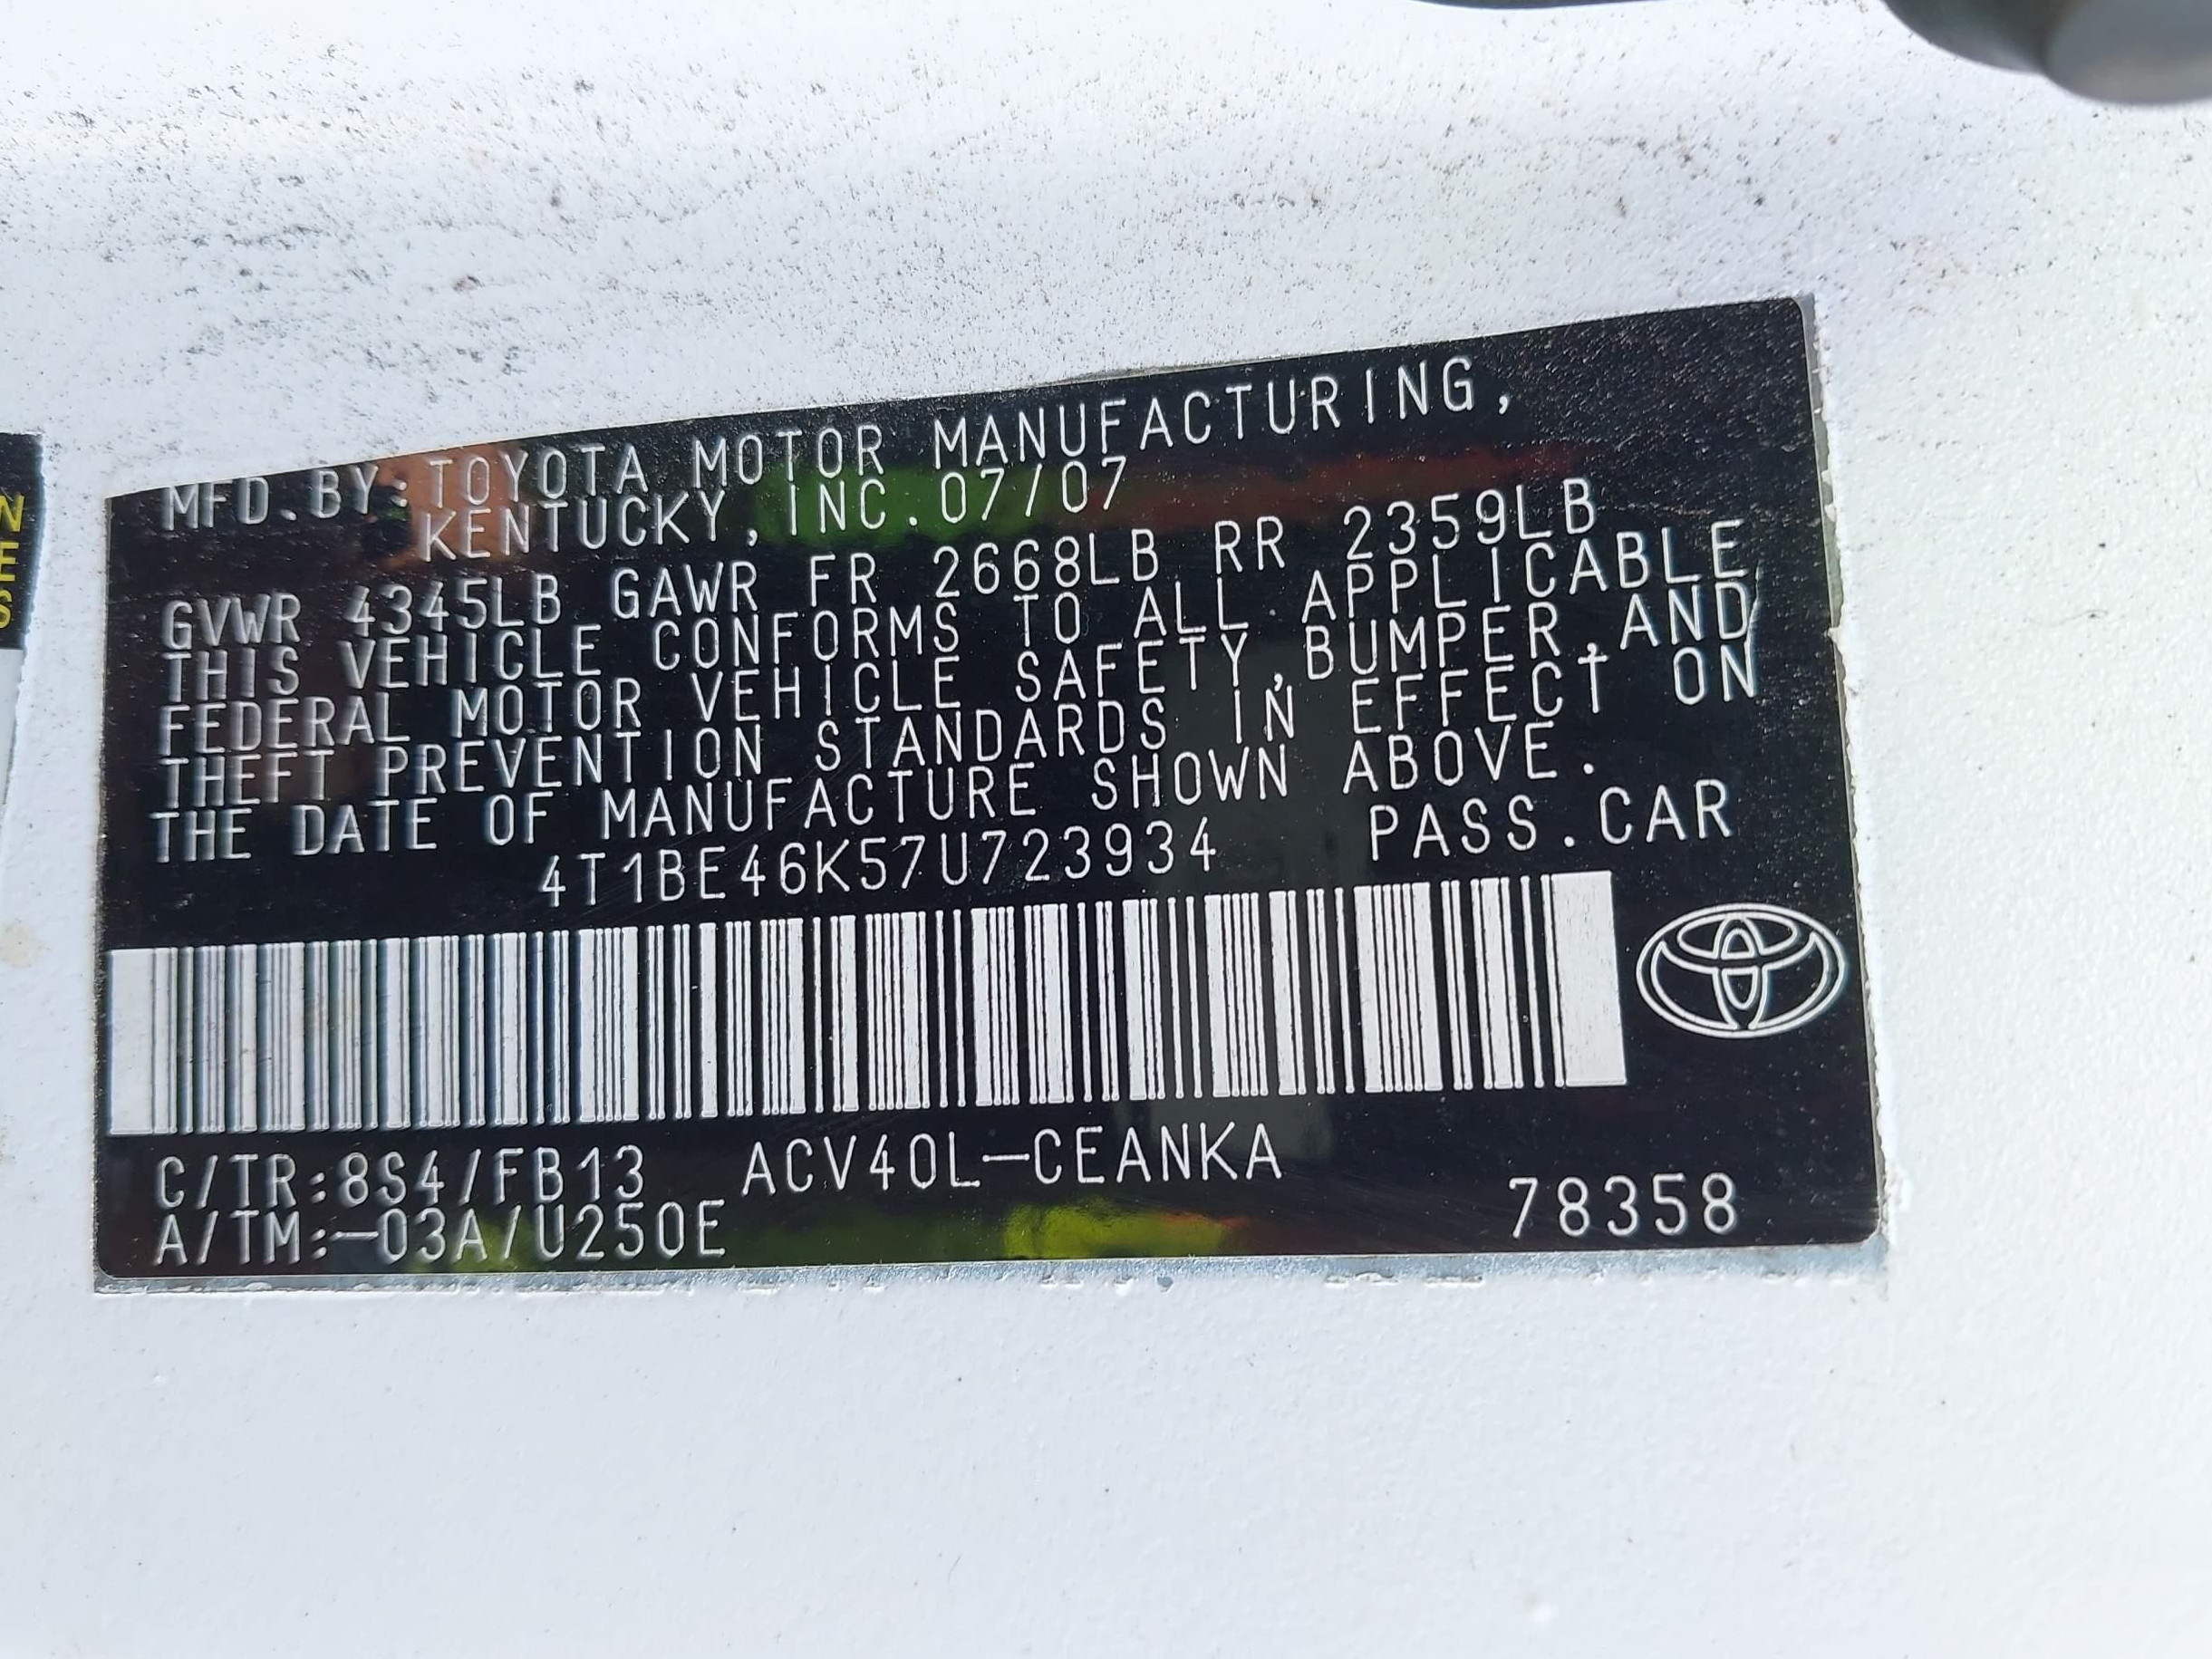 MFD.BY:TOYOTA MOTOR MANUFACTURING,
KENTUCKY,INC.07/07
GVWR 4345LB GAWR FR 2668LB RR 2359LB
THIS VEHICLE CONFORMS TO ALL APPLICABLE
FEDERAL MOTOR VEHICLE SAFETY,BUMPER,AND
THEFT PREVENTION STANDARDS IN EFFECT ON
THE DATE OF MANUFACTURE SHOWN ABOVE.
4T1BE46K57U723934 PASS.CAR
C/TR:8S4/FB13 ACV40L-CEANKA
A/TM:-03A/U250E 78358
N
E
S